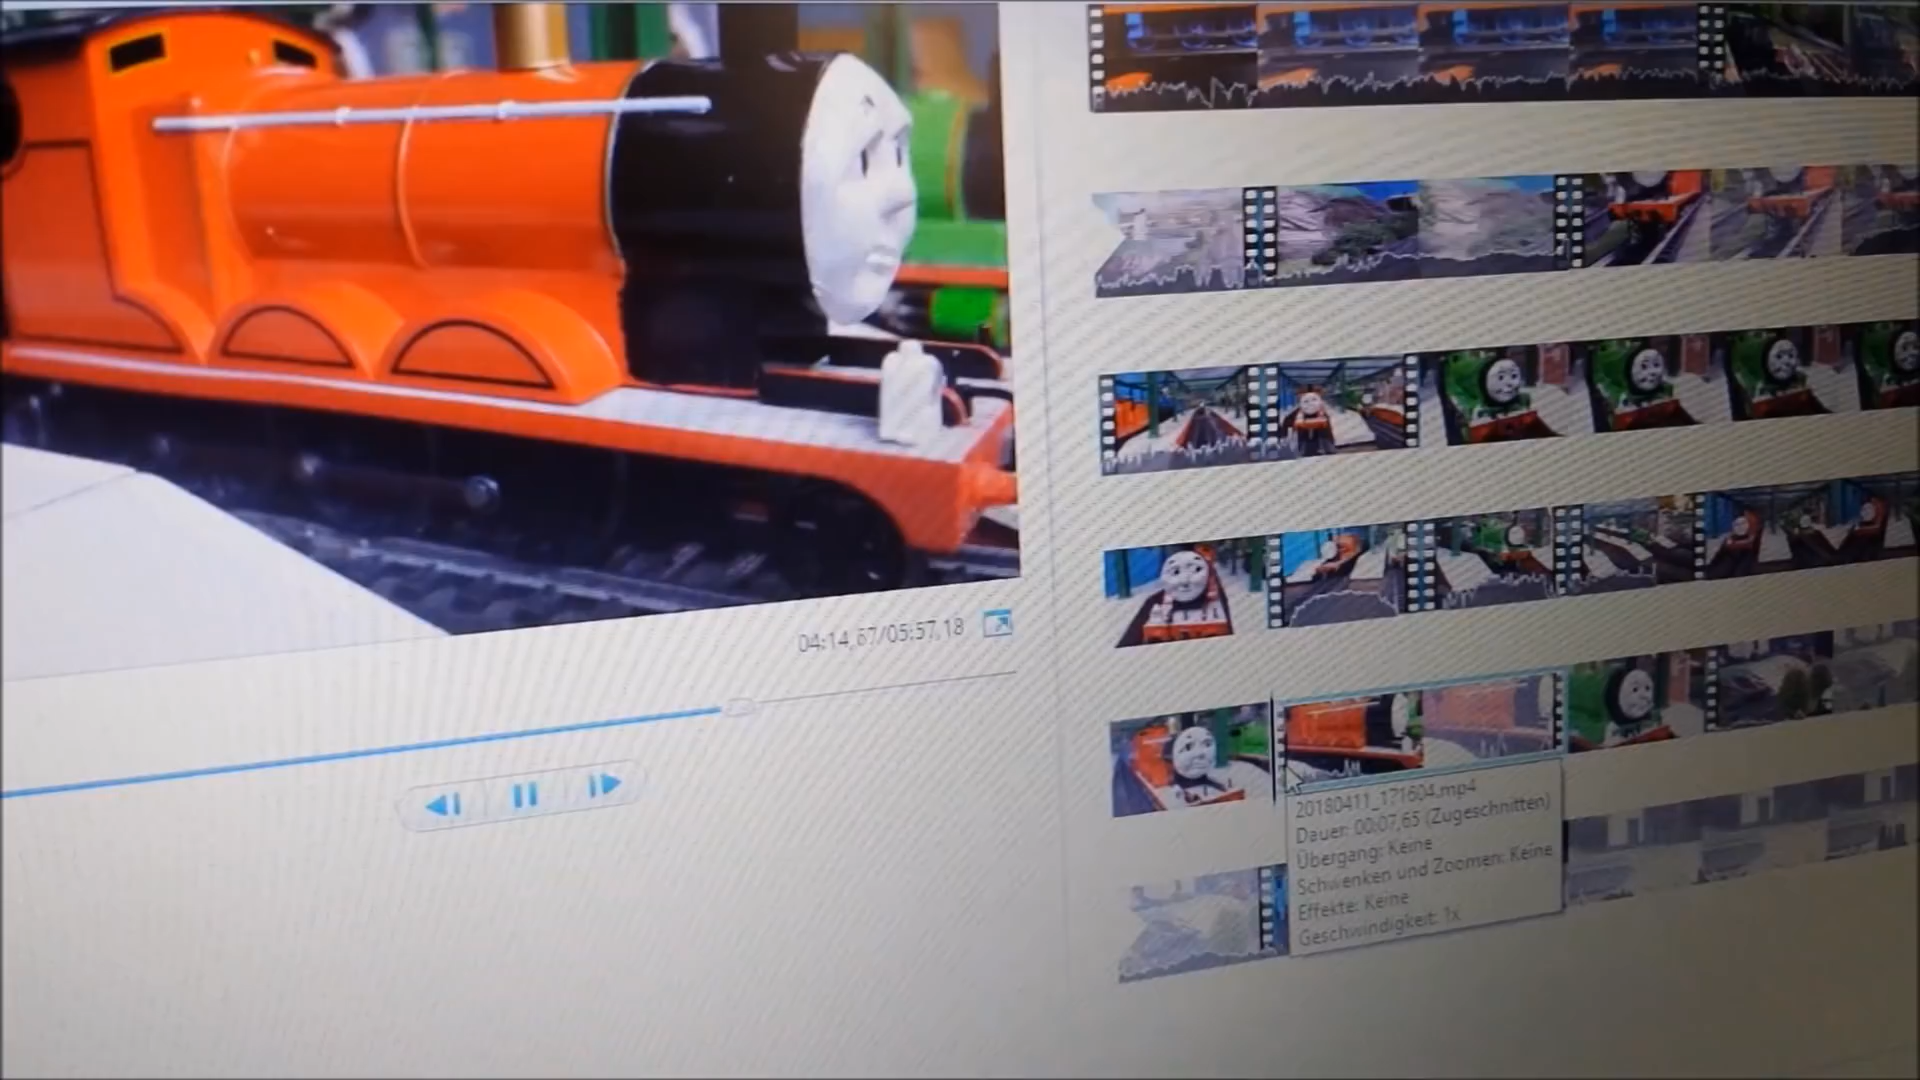 04:14,67/05:57,18
20180411_171604.mp4
Dauer: 00:07,65 (Zugeschnitten)
Übergang: Keine
Schwenken und Zoomen: Keine
Effekte: Keine
Geschwindigkeit: 1x